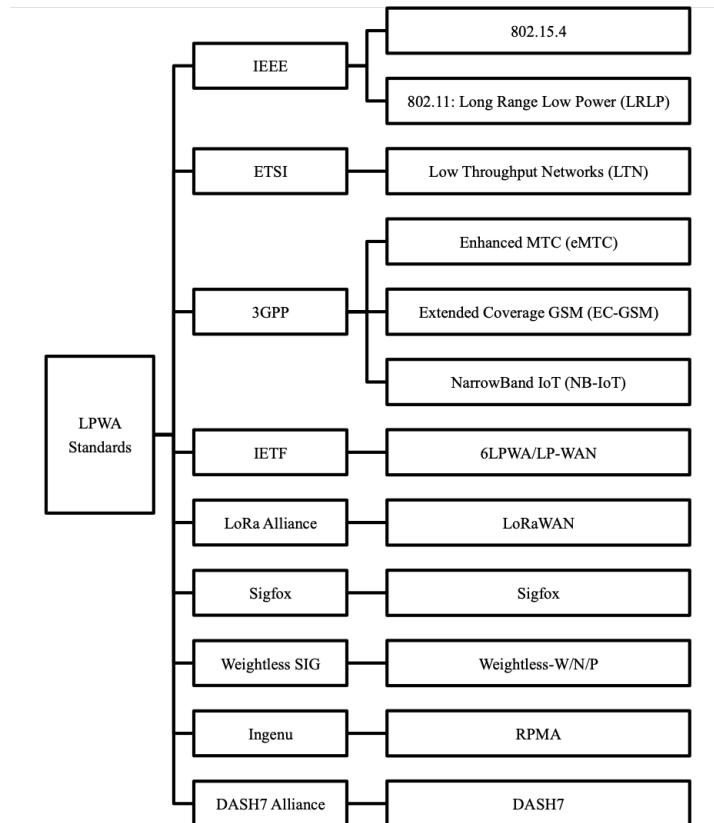 802.15.4
IEEE
802.11: Long Range Low Power (LRLP)
ETSI
Low Throughput Networks (LTN)
Enhanced MTC (eMTC)
3GPP
Extended Coverage GSM (EC-GSM)
NarrowBand IoT (NB-IoT)
LPWA
Standards
IETF
6LPWA/LP-WAN
LoRa Alliance
LoRaWAN
Sigfox
Sigfox
Weightless SIG
Weightless-W/N/P
Ingenu
RPMA
DASH7 Alliance
DASH7